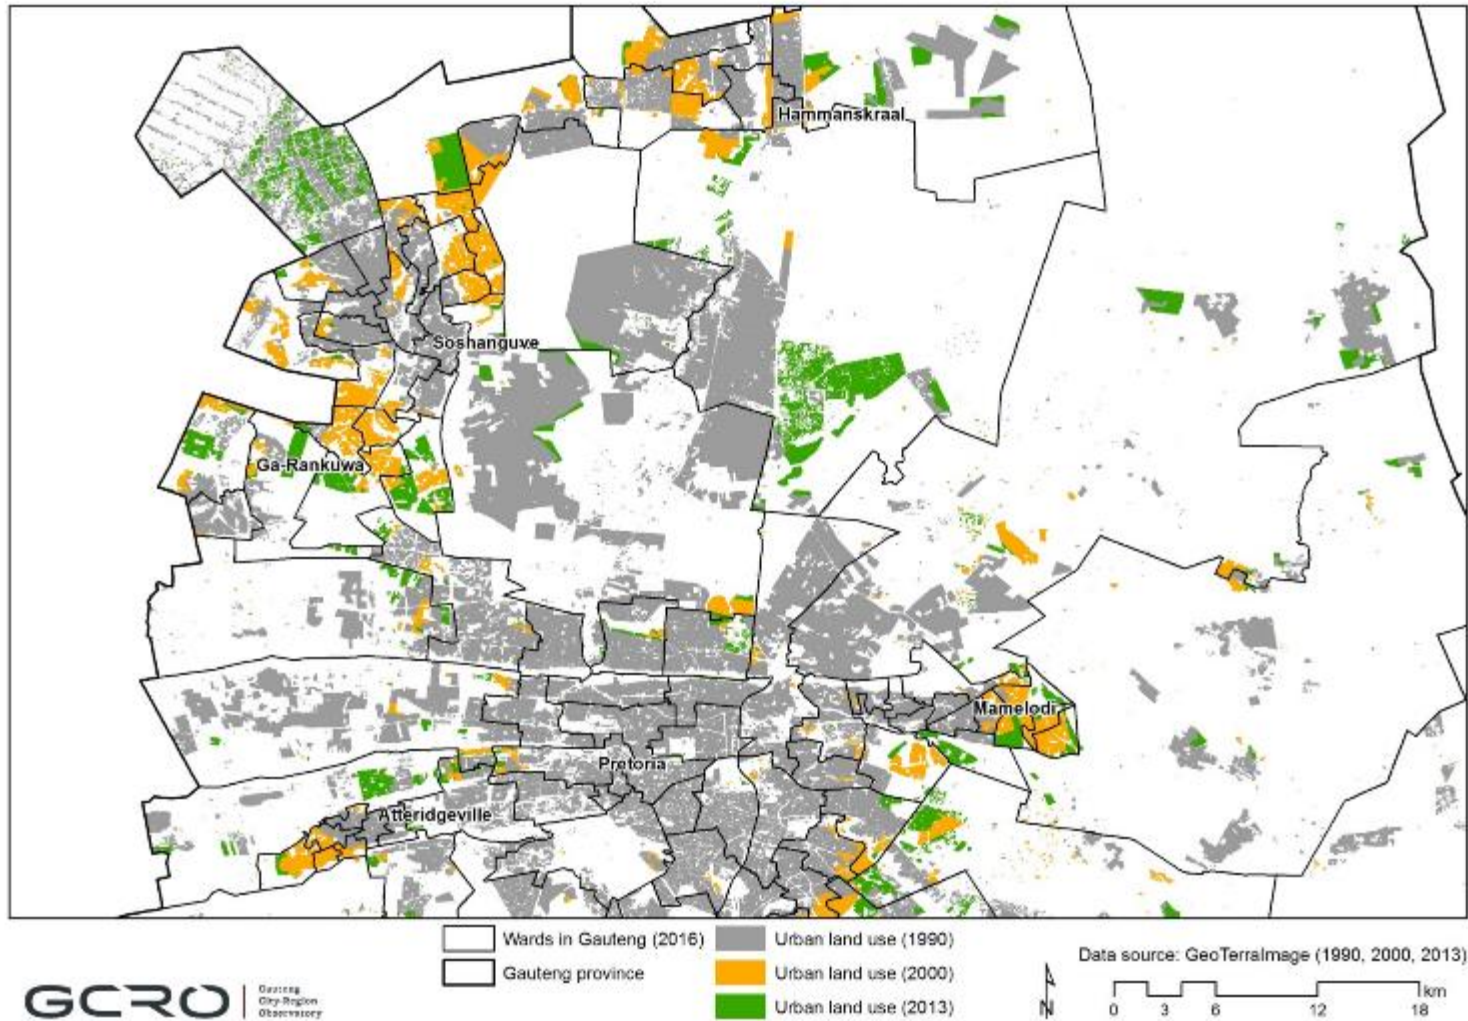 Hammanskraal
Soshanguve
Ga-Rankuwa
Mamelodi
Pretoria
Atteridgeville
Wards in Gauteng (2016)
Gauteng province
Urban land use (1990)
Urban land use (2000)
Urban land use (2013)
Data source: GeoTerraImage (1990, 2000, 2013)
N
km
0 3 6 12 18
GCRO
Gauteng
City-Region
Observatory